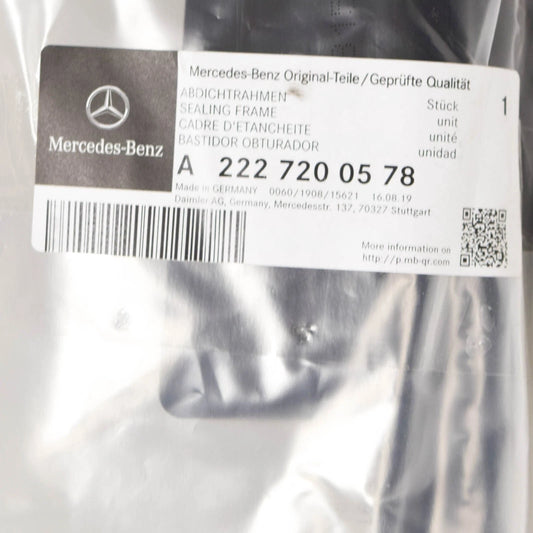 Mercedes-Benz Original-Teile/Geprüfte Qualität
ABDICHTRAHMEN Stück 1
SEALING FRAME unit
CADRE D'ETANCHEITE unité
BASTIDOR OBTURADOR unidad
Mercedes-Benz
A 222 720 05 78
Made in GERMANY 0060/1908/15621 16.08.19
Daimler AG, Germany, Mercedesstr. 137, 70327 Stuttgart
More information on
http://p.mb-qr.com